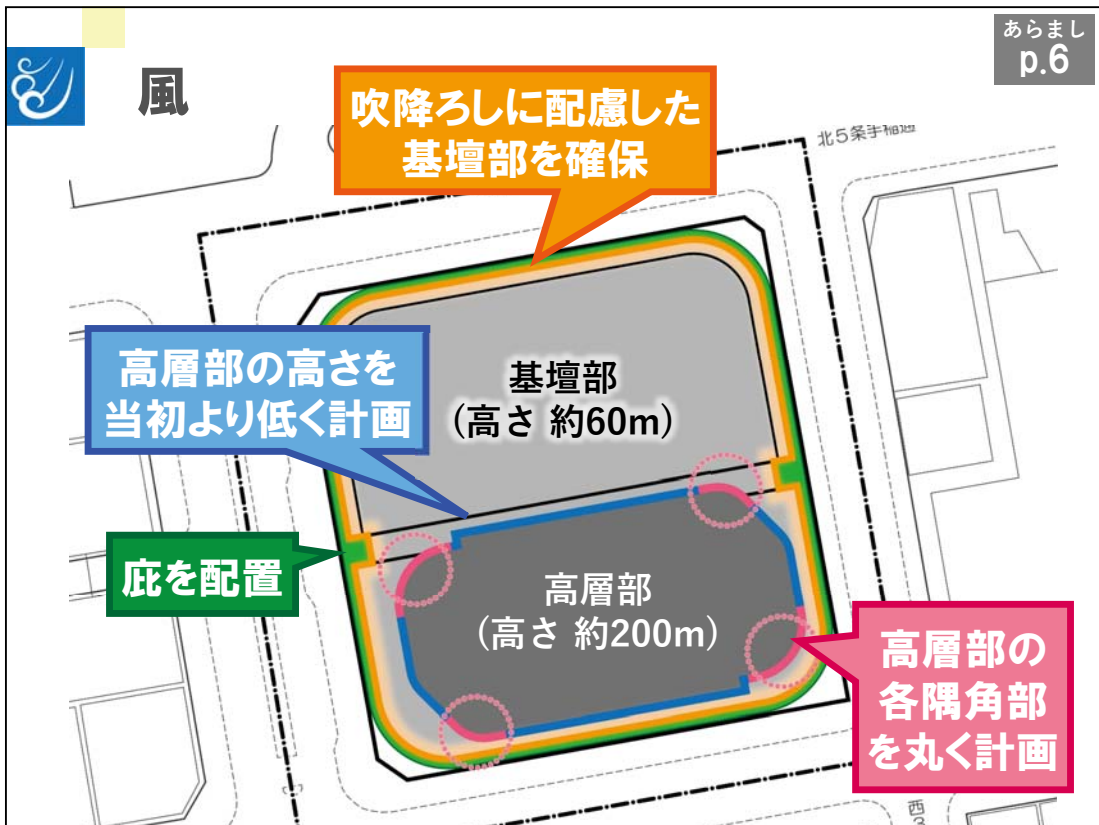 あらまし
p.6
風
吹降ろしに配慮した
基壇部を確保
北5条手稲通
高層部の高さを
当初より低く計画
基壇部
(高さ 約60m)
庇を配置
高層部
(高さ 約200m)
高層部の
各隅角部
を丸く計画
西3